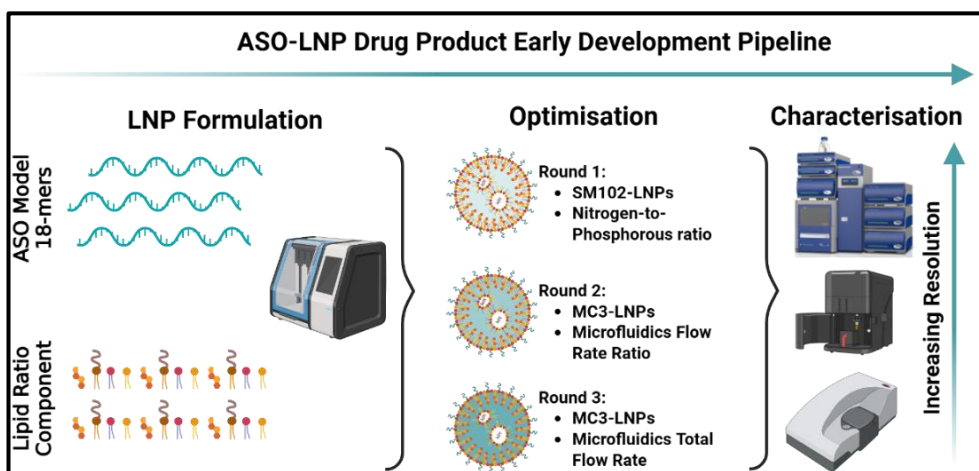 ASO-LNP Drug Product Early Development Pipeline
LNP Formulation
Optimisation
Characterisation
ASO Model
18-mers
Lipid Ratio
Component
Round 1:
• SM102-LNPs
• Nitrogen-to-
Phosphorous ratio
Round 2:
• MC3-LNPs
• Microfluidics Flow
Rate Ratio
Round 3:
• MC3-LNPs
• Microfluidics Total
Flow Rate
Increasing Resolution